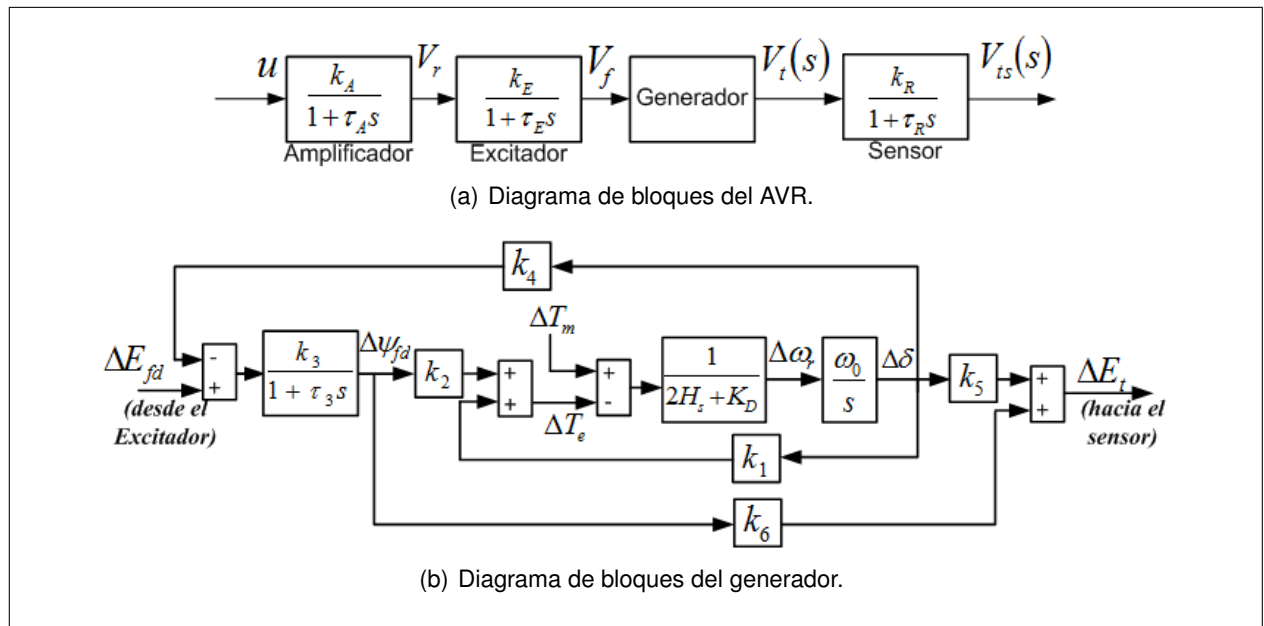 u
k_A
1 + τ_A s
Amplificador
V_r
k_E
1 + τ_E s
Excitador
V_f
Generador
V_t(s)
k_R
1 + τ_R s
Sensor
V_ts(s)
(a) Diagrama de bloques del AVR.
k_4
ΔE_fd
(desde el
Excitador)
-
+
k_3
1 + τ_3 s
Δψ_fd
k_2
+
+
ΔT_e
ΔT_m
+
-
1
2H_s + K_D
Δω_r
ω_0
s
Δδ
k_5
+
+
ΔE_t
(hacia el
sensor)
k_1
k_6
(b) Diagrama de bloques del generador.